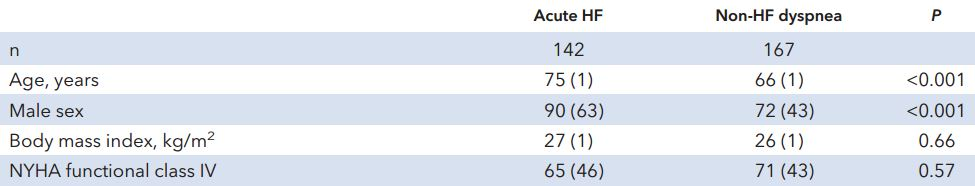 Acute HF Non-HF dyspnea P
n 142 167
Age, years 75 (1) 66 (1) <0.001
Male sex 90 (63) 72 (43) <0.001
Body mass index, kg/m² 27 (1) 26 (1) 0.66
NYHA functional class IV 65 (46) 71 (43) 0.57